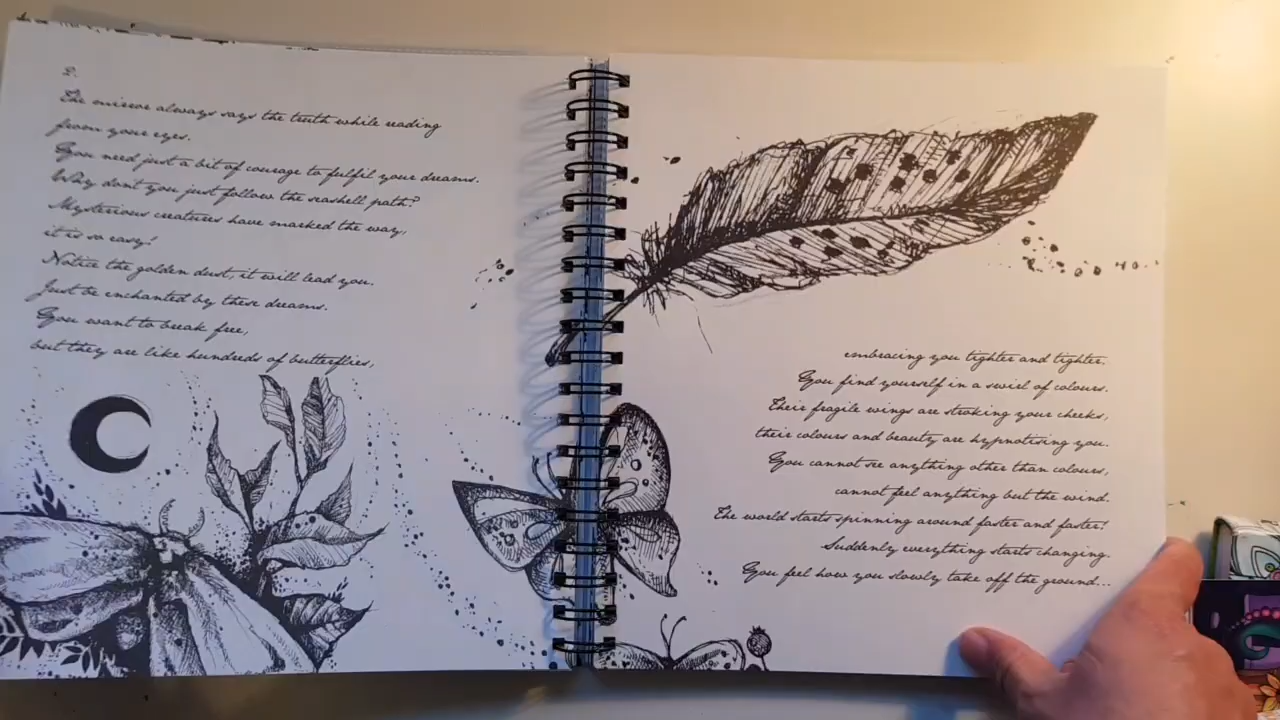 2.
The mirror always says the truth while reading
from your eyes.
You need just a bit of courage to fulfil your dreams.
Why don't you just follow the seashell path?
Mysterious creatures have marked the way,
it is so easy!
Notice the golden dust, it will lead you.
Just be enchanted by these dreams.
You want to break free,
but they are like hundreds of butterflies,
embracing you tighter and tighter.
You find yourself in a swirl of colours.
Their fragile wings are stroking your cheeks,
their colours and beauty are hypnotising you.
You cannot see anything other than colours,
cannot feel anything but the wind.
The world starts spinning around faster and faster!
Suddenly everything starts changing.
You feel how you slowly take off the ground...